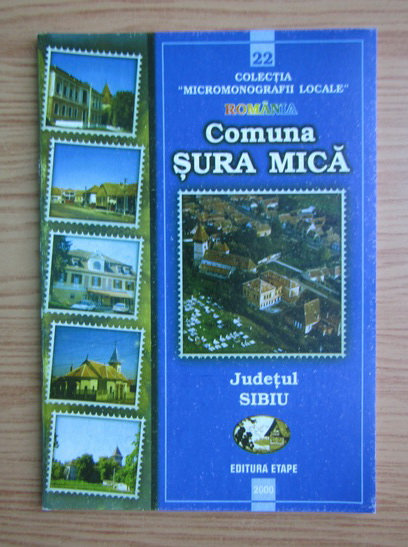 22
COLECȚIA
"MICROMONOGRAFII LOCALE"
ROMÂNIA
Comuna
ȘURA MICĂ
Județul
SIBIU
EDITURA ETAPE
2000